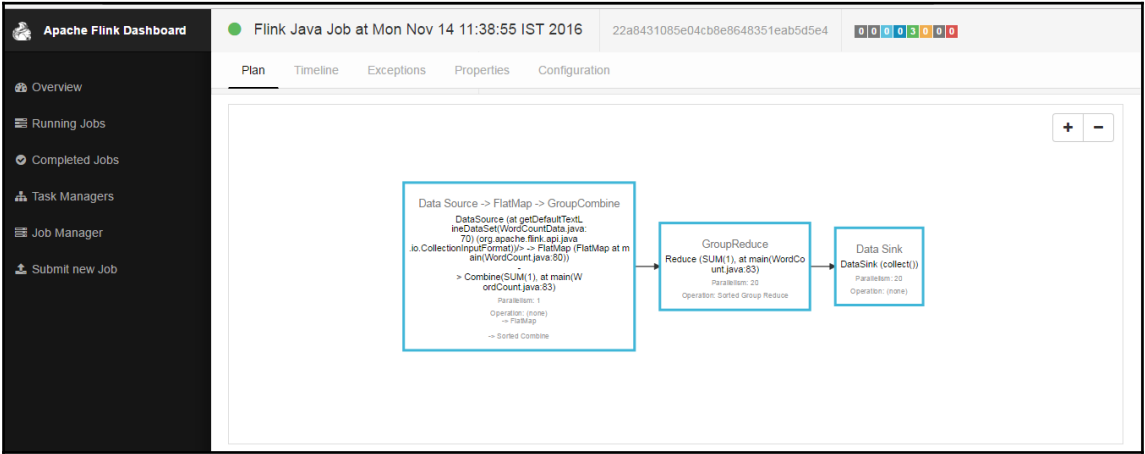 Apache Flink Dashboard
Flink Java Job at Mon Nov 14 11:38:55 IST 2016
22a8431085e04cb8e8648351eab5d5e4
0 0 0 0 3 0 0 0 0
Plan
Timeline
Exceptions
Properties
Configuration
Overview
Running Jobs
Completed Jobs
Task Managers
Job Manager
Submit new Job
+ −
Data Source -> FlatMap -> GroupCombine
DataSource (at getDefaultTextL
ineDataSet(WordCountData.java:
70) (org.apache.flink.api.java
.io.CollectionInputFormat))/> -> FlatMap (FlatMap at m
ain(WordCount.java:80))
-
> Combine(SUM(1), at main(W
ordCount.java:83)
Parallelism: 1
Operation: (none)
-> FlatMap
-> Sorted Combine
GroupReduce
Reduce (SUM(1), at main(WordCo
unt.java:83)
Parallelism: 20
Operation: Sorted Group Reduce
Data Sink
DataSink (collect())
Parallelism: 20
Operation: (none)